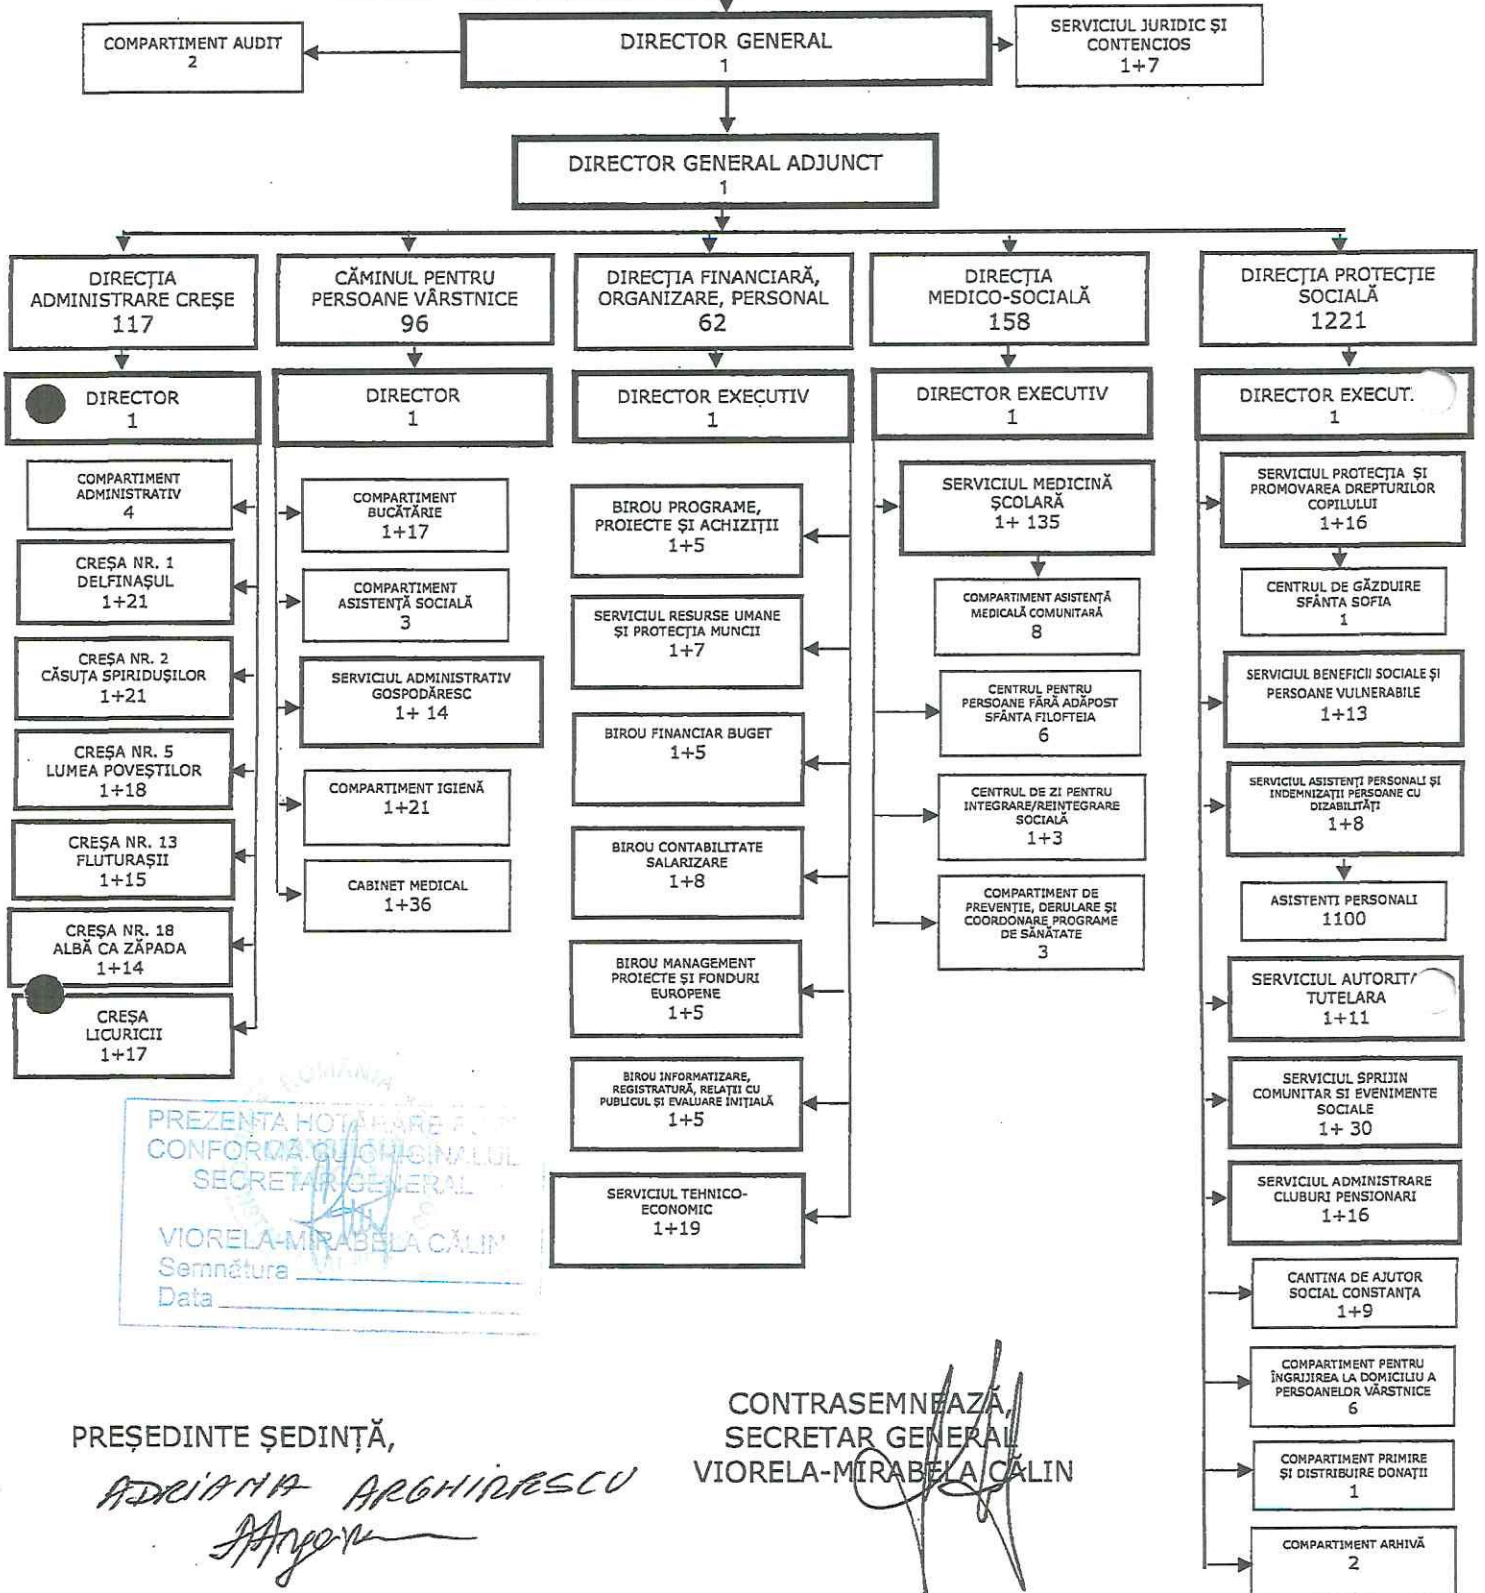 COMPARTIMENT AUDIT
2
DIRECTOR GENERAL
1
SERVICIUL JURIDIC ȘI
CONTENCIOS
1+7
DIRECTOR GENERAL ADJUNCT
1
DIRECȚIA
ADMINISTRARE CREȘE
117
CĂMINUL PENTRU
PERSOANE VÂRSTNICE
96
DIRECȚIA FINANCIARĂ,
ORGANIZARE, PERSONAL
62
DIRECȚIA
MEDICO-SOCIALĂ
158
DIRECȚIA PROTECȚIE
SOCIALĂ
1221
DIRECTOR
1
DIRECTOR
1
DIRECTOR EXECUTIV
1
DIRECTOR EXECUTIV
1
DIRECTOR EXECUT
1
COMPARTIMENT
ADMINISTRATIV
4
CREȘA NR. 1
DELFINAȘUL
1+21
CREȘA NR. 2
CĂSUȚA SPIRIDUȘILOR
1+21
CREȘA NR. 5
LUMEA POVEȘTILOR
1+18
CREȘA NR. 13
FLUTURAȘII
1+15
CREȘA NR. 18
ALBĂ CA ZĂPADA
1+14
CREȘA
LICURICII
1+17
COMPARTIMENT
BUCĂTĂRIE
1+17
COMPARTIMENT
ASISTENȚĂ SOCIALĂ
3
SERVICIUL ADMINISTRATIV
GOSPODĂRESC
1+ 14
COMPARTIMENT IGIENĂ
1+21
CABINET MEDICAL
1+36
BIROU PROGRAME,
PROIECTE ȘI ACHIZIȚII
1+5
SERVICIUL RESURSE UMANE
ȘI PROTECȚIA MUNCII
1+7
BIROU FINANCIAR BUGET
1+5
BIROU CONTABILITATE
SALARIZARE
1+8
BIROU MANAGEMENT
PROIECTE ȘI FONDURI
EUROPENE
1+5
BIROU INFORMATIZARE,
REGISTRATURĂ, RELAȚII CU
PUBLICUL ȘI EVALUARE INIȚIALĂ
1+5
SERVICIUL TEHNICO-
ECONOMIC
1+19
SERVICIUL MEDICINĂ
ȘCOLARĂ
1+ 135
COMPARTIMENT ASISTENȚĂ
MEDICALĂ COMUNITARĂ
8
CENTRUL PENTRU
PERSOANE FĂRĂ ADĂPOST
SFÂNTA FILOFTEIA
6
CENTRUL DE ZI PENTRU
INTEGRARE/REINTEGRARE
SOCIALĂ
1+3
COMPARTIMENT DE
PREVENȚIE, DERULARE ȘI
COORDONARE PROGRAME
DE SĂNĂTATE
3
SERVICIUL PROTECȚIA ȘI
PROMOVAREA DREPTURILOR
COPILULUI
1+16
CENTRUL DE GĂZDUIRE
SFÂNTA SOFIA
1
SERVICIUL BENEFICII SOCIALE ȘI
PERSOANE VULNERABILE
1+13
SERVICIUL ASISTENȚI PERSONALI ȘI
INDEMNIZAȚII PERSOANE CU
DIZABILITĂȚI
1+8
ASISTENTI PERSONALI
1100
SERVICIUL AUTORIT
TUTELARA
1+11
SERVICIUL SPRIJIN
COMUNITAR SI EVENIMENTE
SOCIALE
1+ 30
SERVICIUL ADMINISTRARE
CLUBURI PENSIONARI
1+16
CANTINA DE AJUTOR
SOCIAL CONSTANȚA
1+9
COMPARTIMENT PENTRU
ÎNGRIJIREA LA DOMICILIU A
PERSOANELOR VÂRSTNICE
6
COMPARTIMENT PRIMIRE
ȘI DISTRIBUIRE DONAȚII
1
COMPARTIMENT ARHIVĂ
2
ROMÂNIA
PREZENTA HOTĂRÂRE
CONFORMĂ CU ORIGINALUL
SECRETAR GENERAL
VIORELA-MIRABELA CĂLIN
Semnătura
Data
PREȘEDINTE ȘEDINȚĂ,
ADRIANA ARGHIRESCU
CONTRASEMNEAZĂ,
SECRETAR GENERAL
VIORELA-MIRABELA CĂLIN